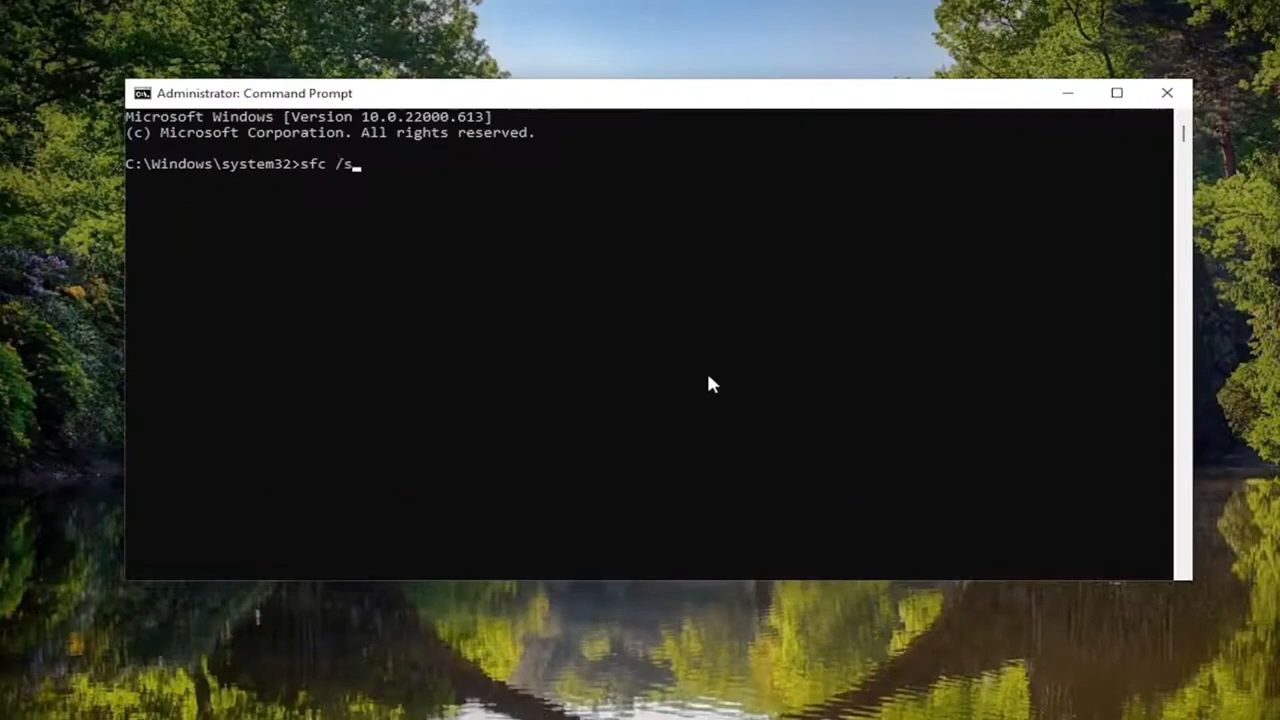 Administrator: Command Prompt
Microsoft Windows [Version 10.0.22000.613]
(c) Microsoft Corporation. All rights reserved.
C:\Windows\system32>sfc /s